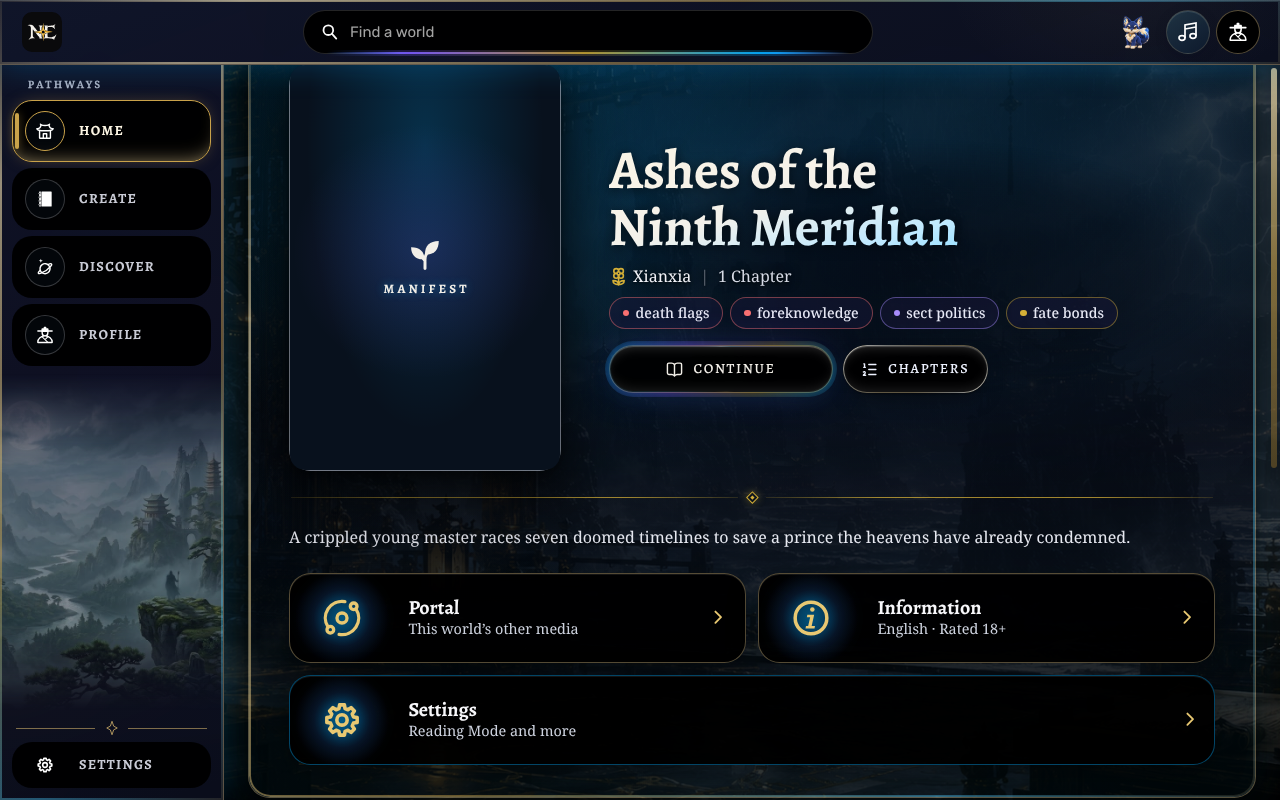 NE
Find a world
PATHWAYS
HOME
CREATE
DISCOVER
PROFILE
SETTINGS
MANIFEST
Ashes of the
Ninth Meridian
Xianxia | 1 Chapter
death flags
foreknowledge
sect politics
fate bonds
CONTINUE
CHAPTERS
A crippled young master races seven doomed timelines to save a prince the heavens have already condemned.
Portal
This world’s other media
Information
English · Rated 18+
Settings
Reading Mode and more